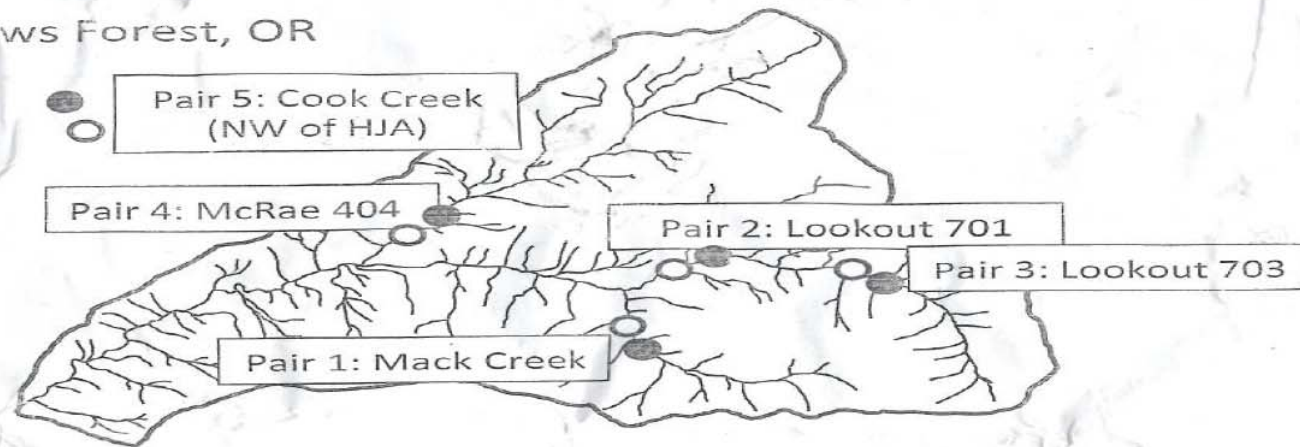 ws Forest, OR
Pair 5: Cook Creek
(NW of HJA)
Pair 4: McRae 404
Pair 2: Lookout 701
Pair 3: Lookout 703
Pair 1: Mack Creek